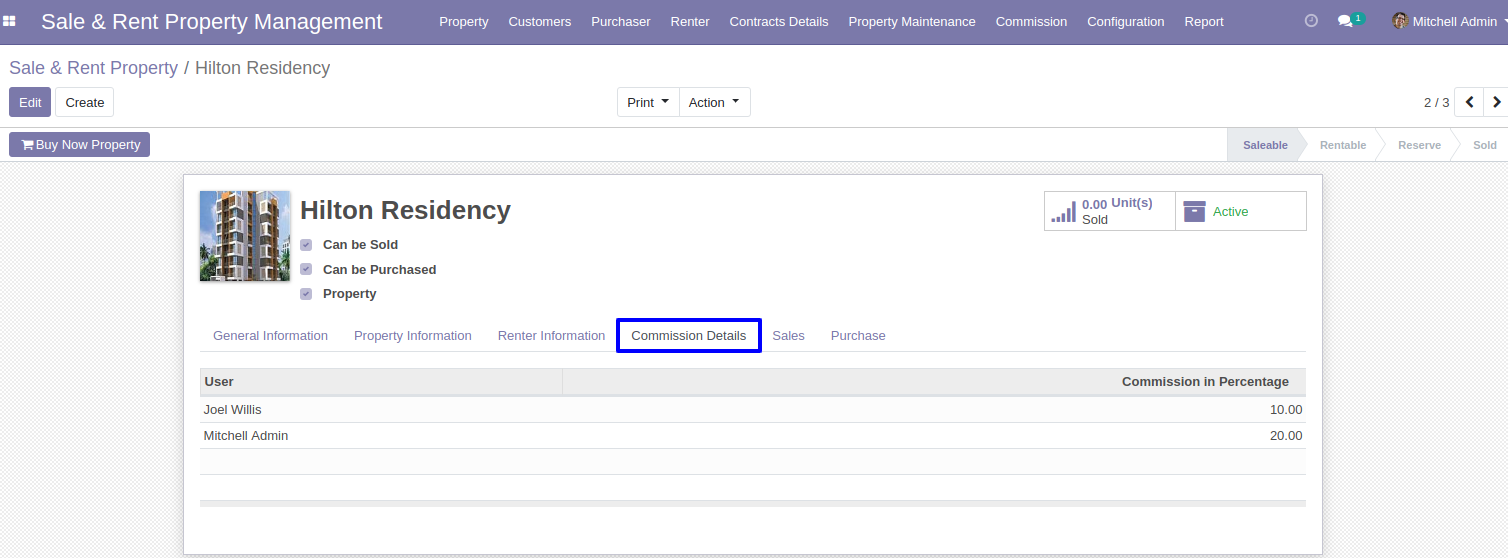 Sale & Rent Property Management Property Customers Purchaser Renter Contracts Details Property Maintenance Commission Configuration Report 1 Mitchell Admin
Sale & Rent Property / Hilton Residency
Edit Create Print Action 2 / 3
Buy Now Property Saleable Rentable Reserve Sold
Hilton Residency
0.00 Unit(s)
Sold
Active
Can be Sold
Can be Purchased
Property
General Information Property Information Renter Information Commission Details Sales Purchase
User Commission in Percentage
Joel Willis 10.00
Mitchell Admin 20.00